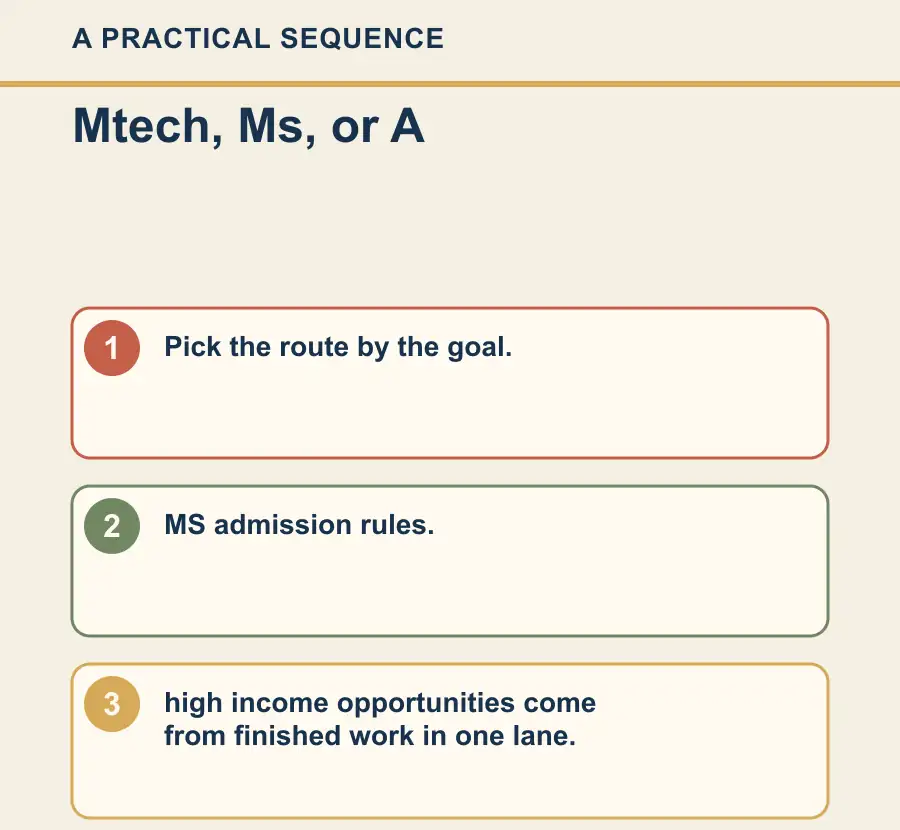 A PRACTICAL SEQUENCE
Mtech, Ms, or A
1
Pick the route by the goal.
2
MS admission rules.
3
high income opportunities come
from finished work in one lane.